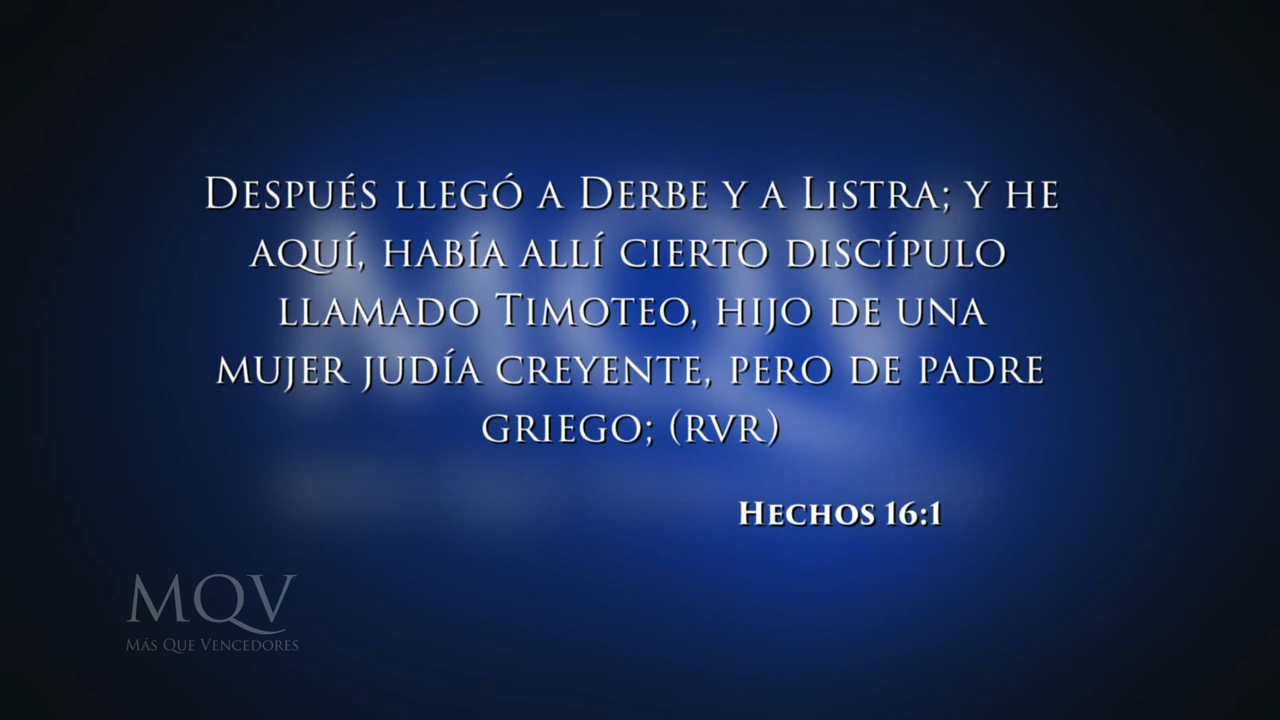 Después llegó a Derbe y a Listra; y he
aquí, había allí cierto discípulo
llamado Timoteo, hijo de una
mujer judía creyente, pero de padre
griego; (RVR)
Hechos 16:1
MQV
Más Que Vencedores